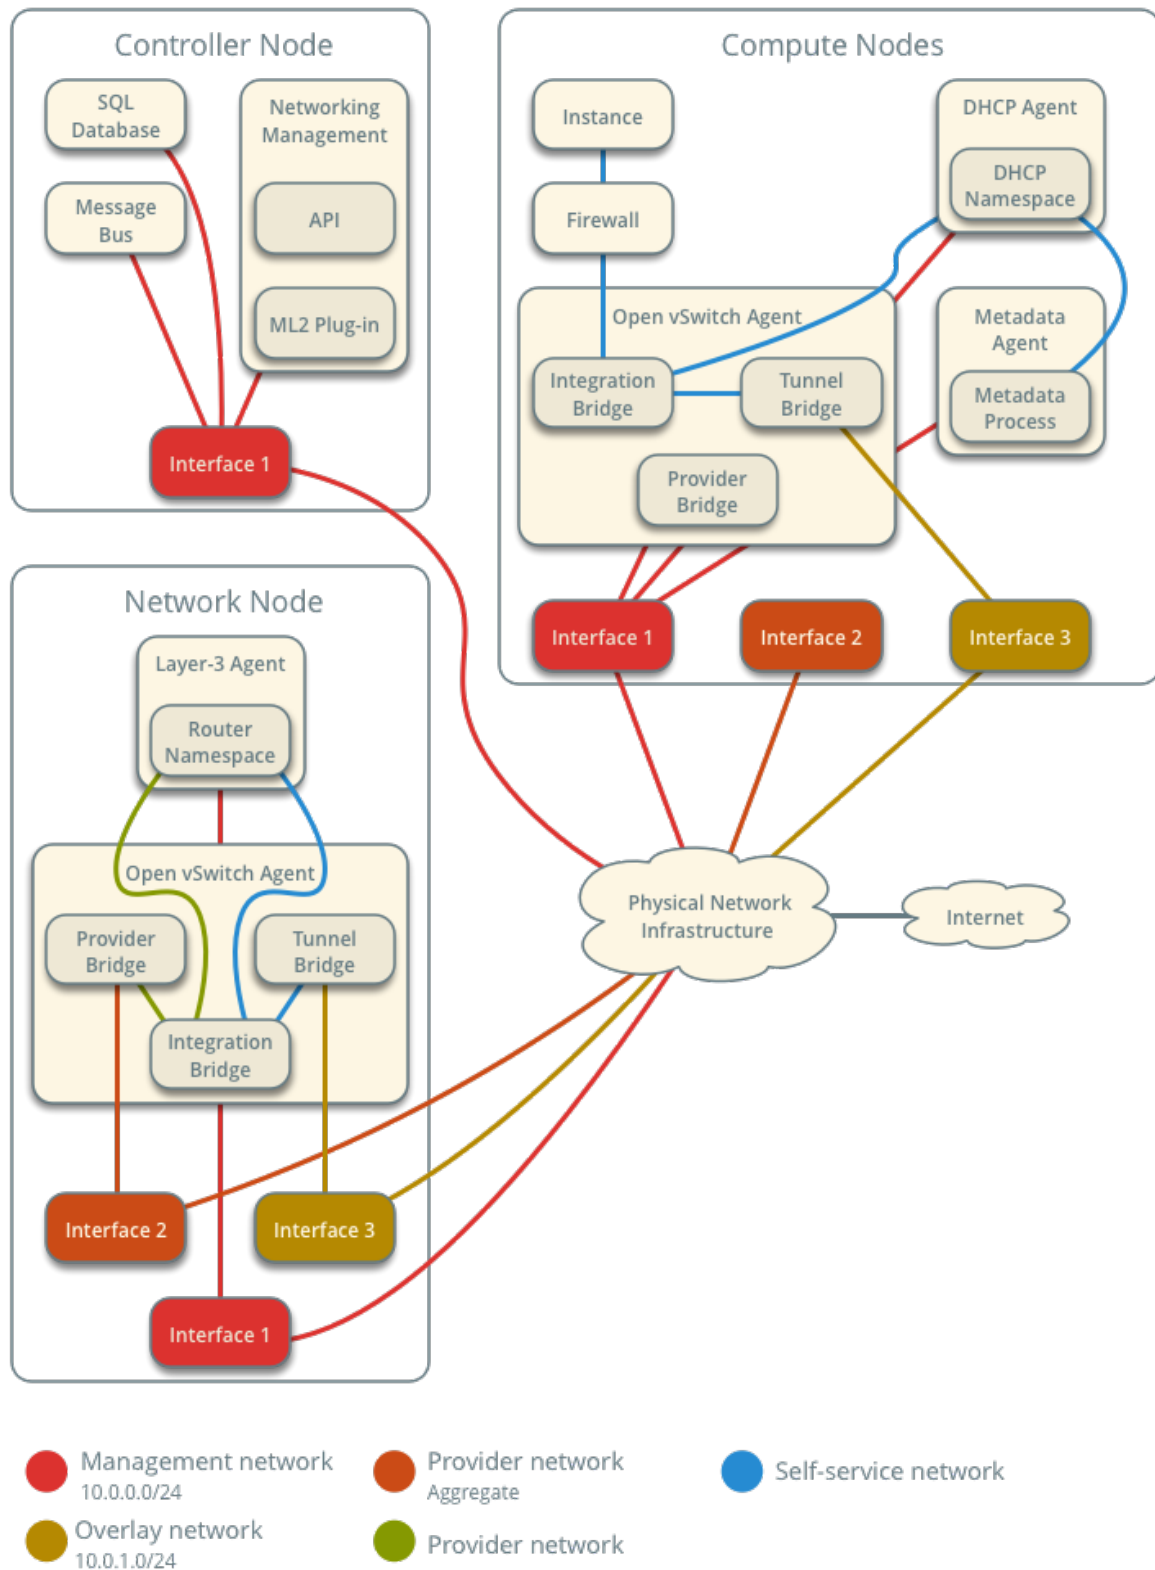 Controller Node
SQL
Database
Networking
Management
Message
Bus
API
ML2 Plug-in
Interface 1
Compute Nodes
Instance
DHCP Agent
DHCP
Namespace
Firewall
Open vSwitch Agent
Metadata
Agent
Integration
Bridge
Tunnel
Bridge
Metadata
Process
Provider
Bridge
Interface 1
Interface 2
Interface 3
Network Node
Layer-3 Agent
Router
Namespace
Open vSwitch Agent
Provider
Bridge
Tunnel
Bridge
Integration
Bridge
Interface 2
Interface 3
Interface 1
Physical Network
Infrastructure
Internet
Management network
10.0.0.0/24
Provider network
Aggregate
Self-service network
Overlay network
10.0.1.0/24
Provider network